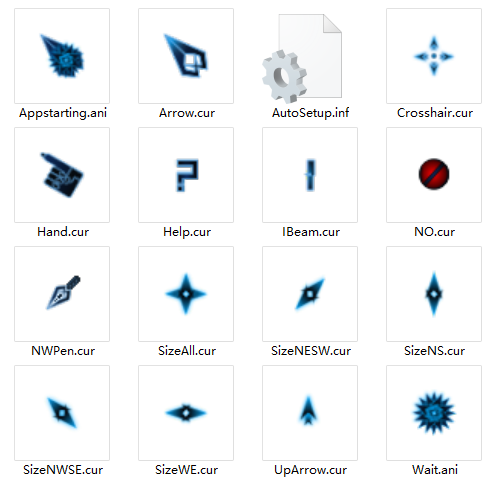 Appstarting.ani
Arrow.cur
AutoSetup.inf
Crosshair.cur
Hand.cur
Help.cur
IBeam.cur
NO.cur
NWPen.cur
SizeAll.cur
SizeNESW.cur
SizeNS.cur
SizeNWSE.cur
SizeWE.cur
UpArrow.cur
Wait.ani